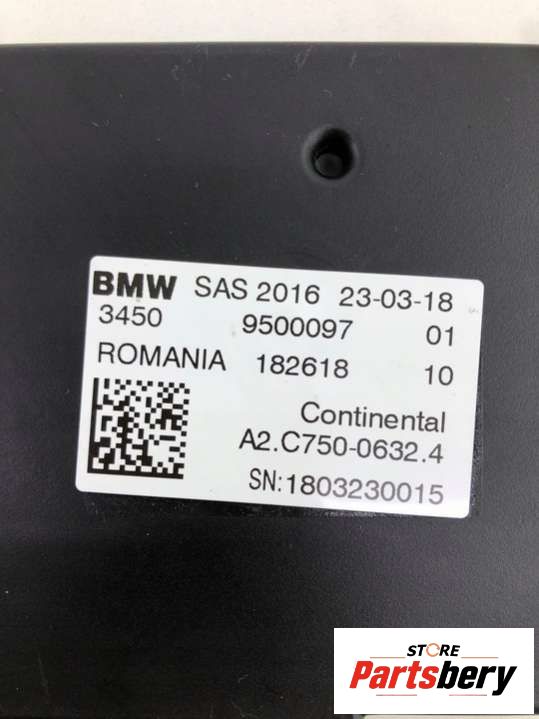 BMW SAS 2016 23-03-18
3450 9500097 01
ROMANIA 182618 10
Continental
A2.C750-0632.4
SN:1803230015
STORE
Partsbery